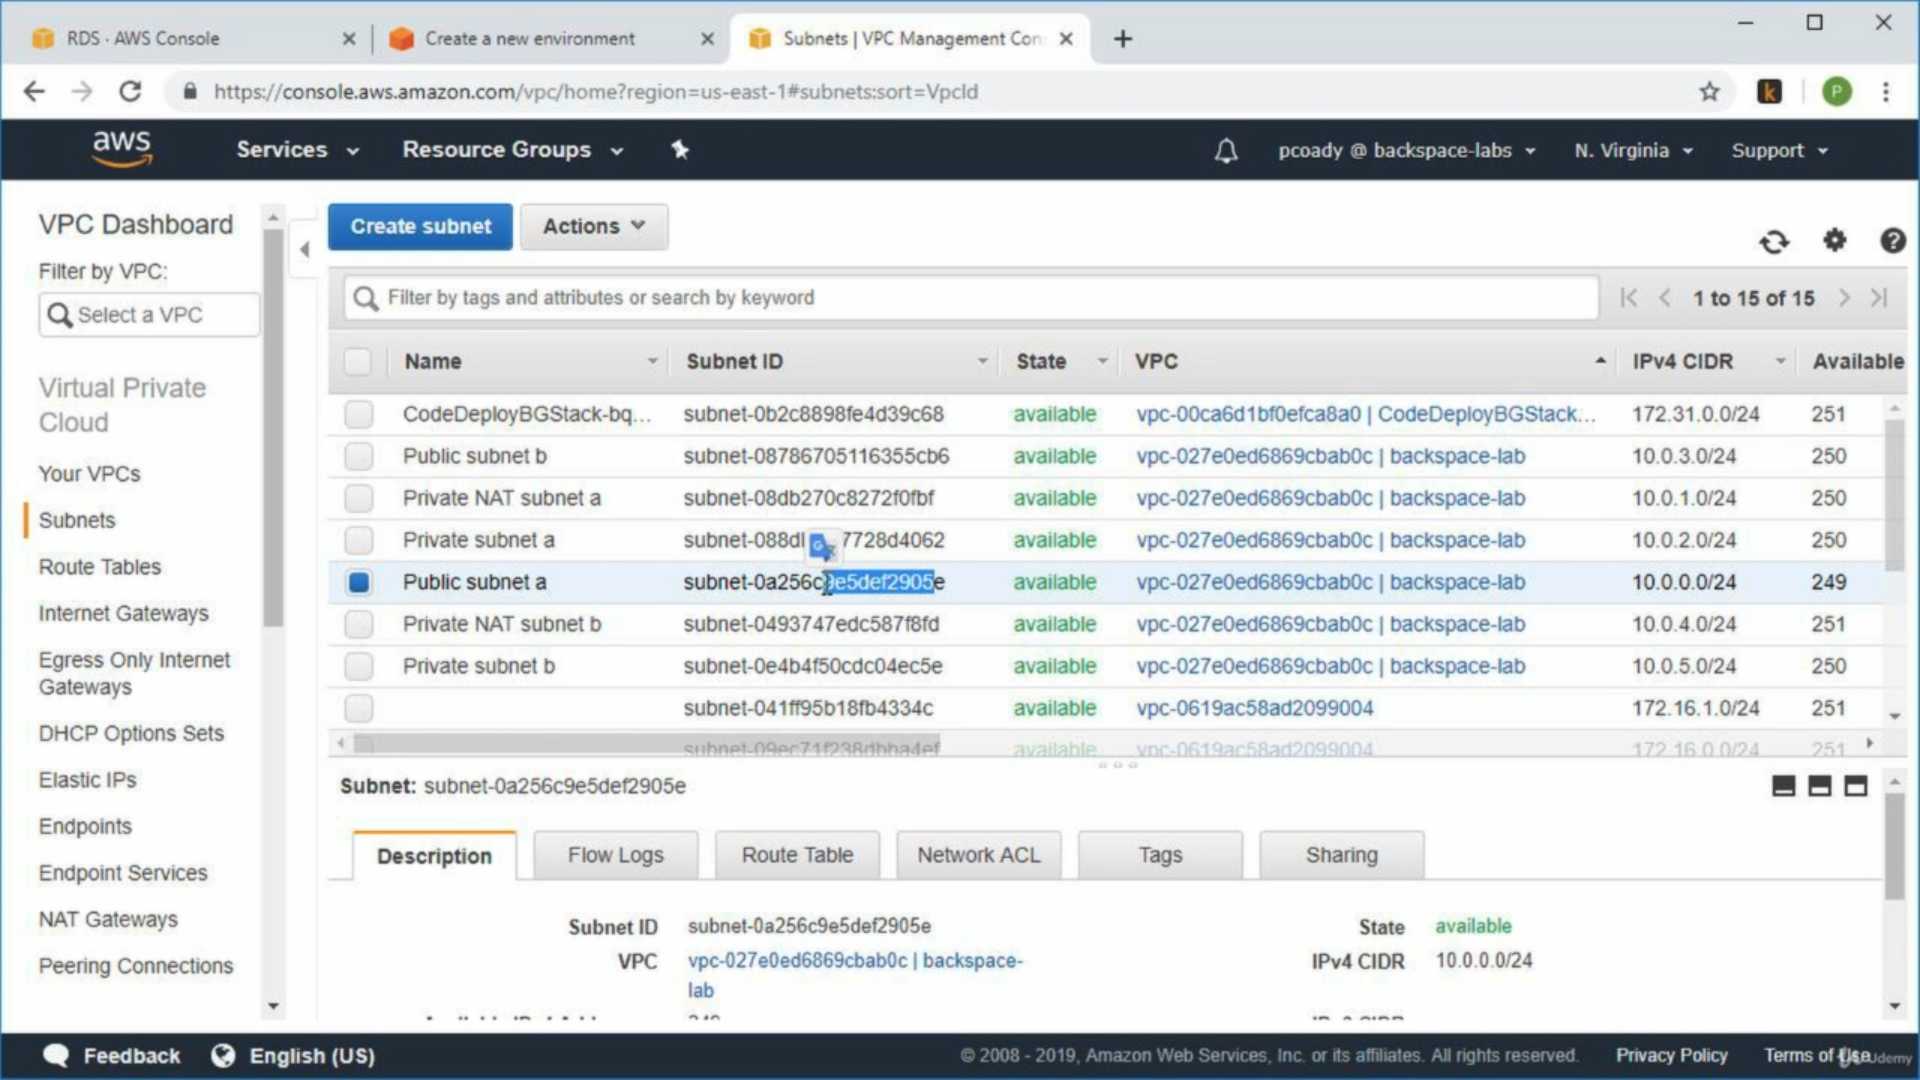 RDS · AWS Console
Create a new environment
Subnets | VPC Management Con
https://console.aws.amazon.com/vpc/home?region=us-east-1#subnets:sort=VpcId
k
P
aws
Services
Resource Groups
pcoady @ backspace-labs
N. Virginia
Support
VPC Dashboard
Filter by VPC:
Select a VPC
Virtual Private
Cloud
Your VPCs
Subnets
Route Tables
Internet Gateways
Egress Only Internet
Gateways
DHCP Options Sets
Elastic IPs
Endpoints
Endpoint Services
NAT Gateways
Peering Connections
Create subnet
Actions
Filter by tags and attributes or search by keyword
1 to 15 of 15
Name Subnet ID State VPC IPv4 CIDR Available
CodeDeployBGStack-bq... subnet-0b2c8898fe4d39c68 available vpc-00ca6d1bf0efca8a0 | CodeDeployBGStack... 172.31.0.0/24 251
Public subnet b subnet-08786705116355cb6 available vpc-027e0ed6869cbab0c | backspace-lab 10.0.3.0/24 250
Private NAT subnet a subnet-08db270c8272f0fbf available vpc-027e0ed6869cbab0c | backspace-lab 10.0.1.0/24 250
Private subnet a 7728d4062 available vpc-027e0ed6869cbab0c | backspace-lab 10.0.2.0/24 250
Public subnet a subnet-0a256c9e5def2905e available vpc-027e0ed6869cbab0c | backspace-lab 10.0.0.0/24 249
Private NAT subnet b subnet-0493747edc587f8fd available vpc-027e0ed6869cbab0c | backspace-lab 10.0.4.0/24 251
Private subnet b subnet-0e4b4f50cdc04ec5e available vpc-027e0ed6869cbab0c | backspace-lab 10.0.5.0/24 250
subnet-041ff95b18fb4334c available vpc-0619ac58ad2099004 172.16.1.0/24 251
subnet-09ec71f238dbba4ef available vpc-0619ac58ad2099004 172.16.0.0/24 251
Subnet: subnet-0a256c9e5def2905e
Description Flow Logs Route Table Network ACL Tags Sharing
Subnet ID subnet-0a256c9e5def2905e State available
VPC vpc-027e0ed6869cbab0c | backspace- IPv4 CIDR 10.0.0.0/24
lab
Feedback
English (US)
© 2008 - 2019, Amazon Web Services, Inc. or its affiliates. All rights reserved.
Privacy Policy
Terms of Use